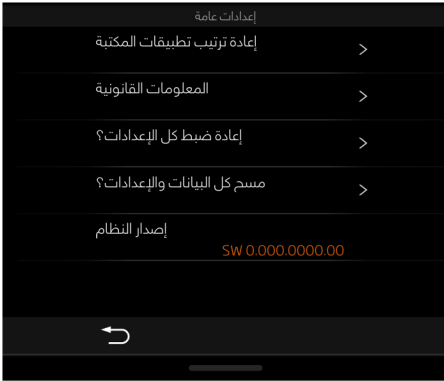 إعدادات عامة
إعادة ترتيب تطبيقات المكتبة
المعلومات القانونية
إعادة ضبط كل الإعدادات؟
مسح كل البيانات والإعدادات؟
إصدار النظام
SW 0.000.0000.00